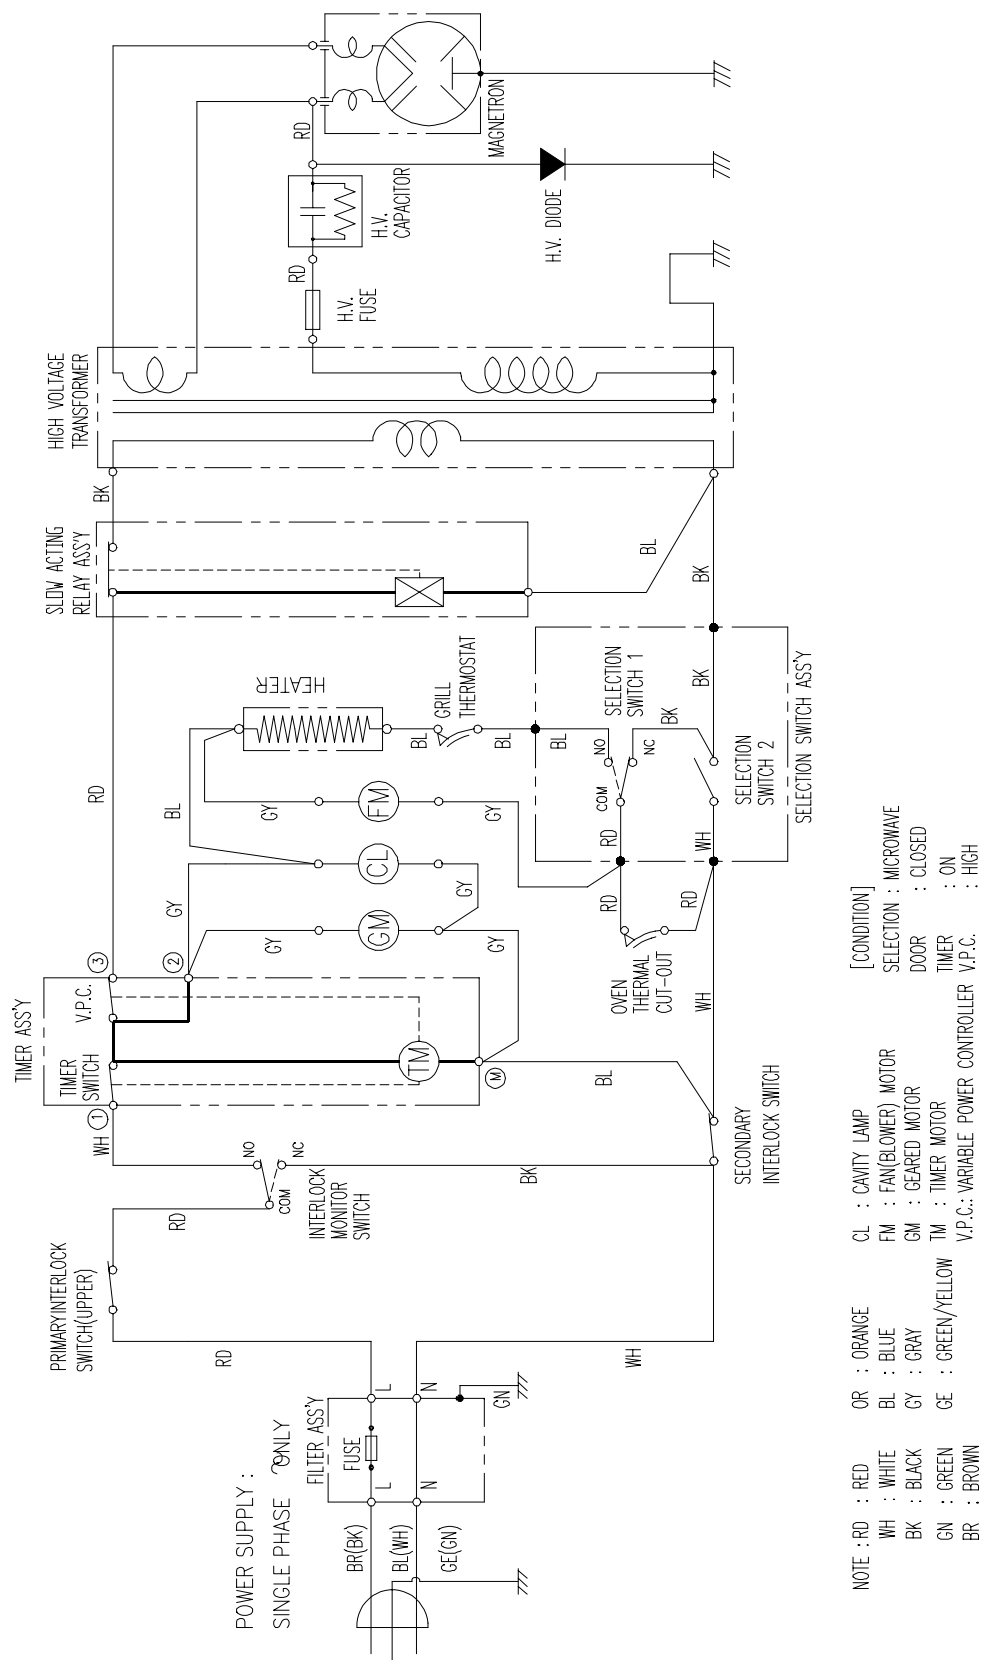 POWER SUPPLY :
SINGLE PHASE ~ ONLY
BR(BK)
BL(WH)
GE(GN)
FILTER ASS'Y
FUSE
L
N
L
N
GN
RD
WH
PRIMARYINTERLOCK
SWITCH(UPPER)
RD
COM
NO
NC
INTERLOCK
MONITOR
SWITCH
WH
BK
SECONDARY
INTERLOCK SWITCH
TIMER ASS'Y
1
TIMER
SWITCH
V.P.C.
3
2
TM
M
BL
WH
GY
GY
GM
GY
CL
GY
BL
GY
FM
GY
RD
OVEN
THERMAL
CUT-OUT
RD
RD
HEATER
BL
GRILL
THERMOSTAT
BL
BL
RD
COM
NO
NC
SELECTION
SWITCH 1
BK
WH
SELECTION
SWITCH 2
BK
SELECTION SWITCH ASS'Y
SLOW ACTING
RELAY ASS'Y
BL
BK
BK
HIGH VOLTAGE
TRANSFORMER
H.V.
FUSE
RD
H.V.
CAPACITOR
RD
H.V. DIODE
MAGNETRON
NOTE : RD : RED
WH : WHITE
BK : BLACK
GN : GREEN
BR : BROWN
OR : ORANGE
BL : BLUE
GY : GRAY
GE : GREEN/YELLOW
CL : CAVITY LAMP
FM : FAN(BLOWER) MOTOR
GM : GEARED MOTOR
TM : TIMER MOTOR
V.P.C.: VARIABLE POWER CONTROLLER
[CONDITION]
SELECTION : MICROWAVE
DOOR : CLOSED
TIMER : ON
V.P.C. : HIGH